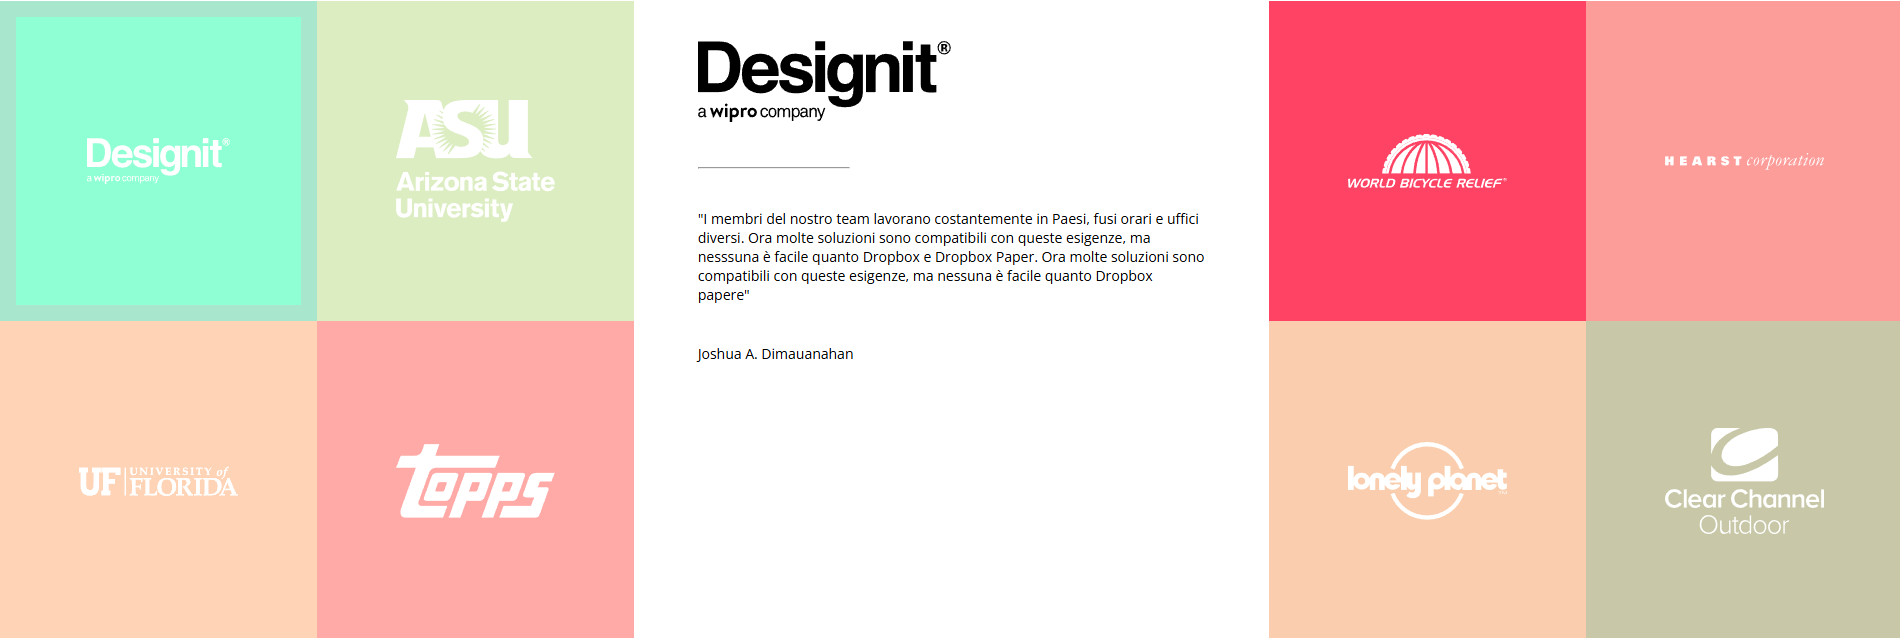 Designit®
a wipro company
ASU
Arizona State
University
UF UNIVERSITY of
FLORIDA
topps
Designit®
a wipro company
"I membri del nostro team lavorano costantemente in Paesi, fusi orari e uffici
diversi. Ora molte soluzioni sono compatibili con queste esigenze, ma
nesssuna è facile quanto Dropbox e Dropbox Paper. Ora molte soluzioni sono
compatibili con queste esigenze, ma nessuna è facile quanto Dropbox
papere"
Joshua A. Dimauanahan
WORLD BICYCLE RELIEF®
HEARST corporation
lonely planet
Clear Channel
Outdoor